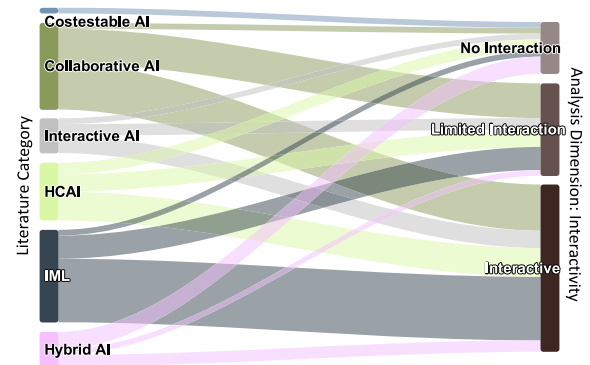 Literature Category
Costestable AI
Collaborative AI
Interactive AI
HCAI
IML
Hybrid AI
No Interaction
Limited Interaction
Interactive
Analysis Dimension: Interactivity